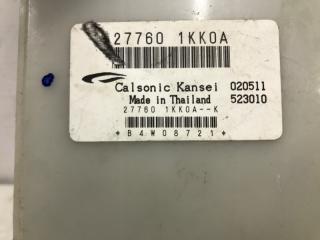 27760 1KK0A
Calsonic Kansei 020511
Made in Thailand 523010
27760 1KK0A--K
*B4W08721*